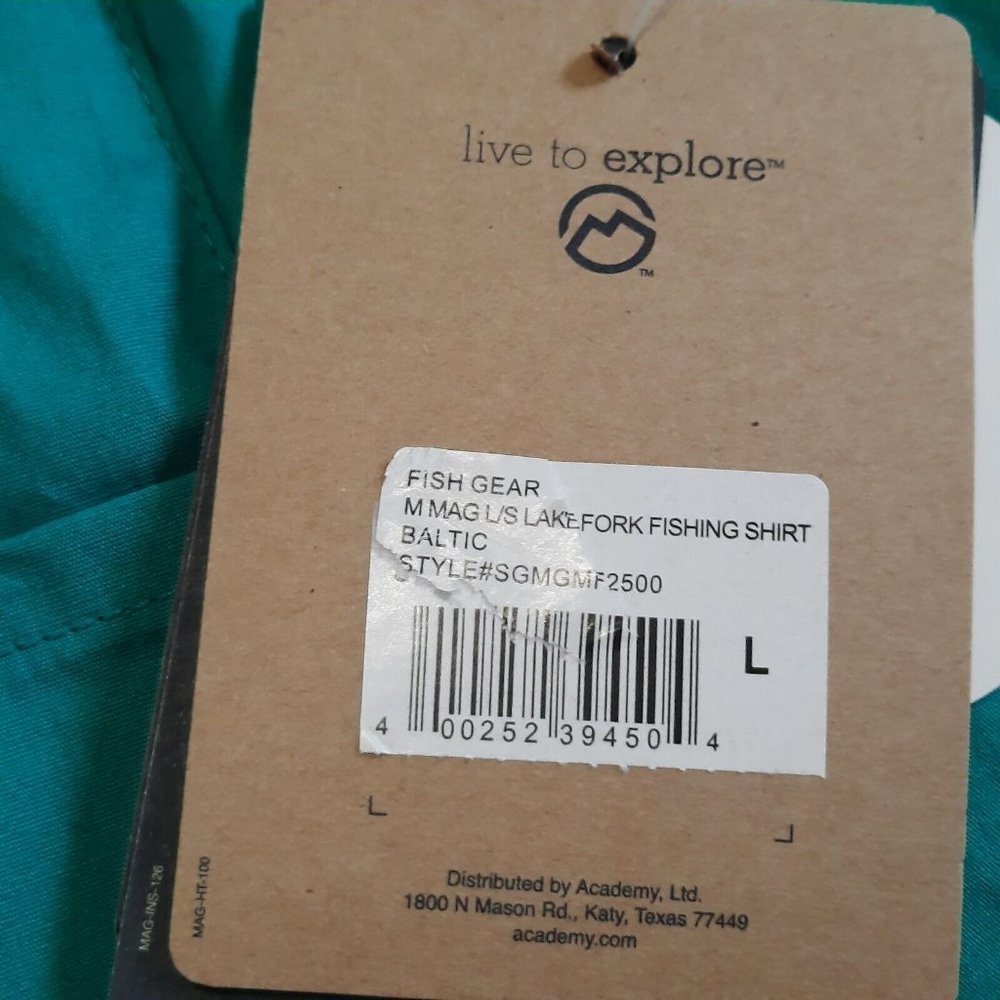 live to explore™
TM
FISH GEAR
M MAG L/S LAKEFORK FISHING SHIRT
BALTIC
STYLE#SGMGMF2500
L
4 00252 39450 4
Distributed by Academy, Ltd.
1800 N Mason Rd., Katy, Texas 77449
academy.com
MAG-HT-100
MAG-INS-126